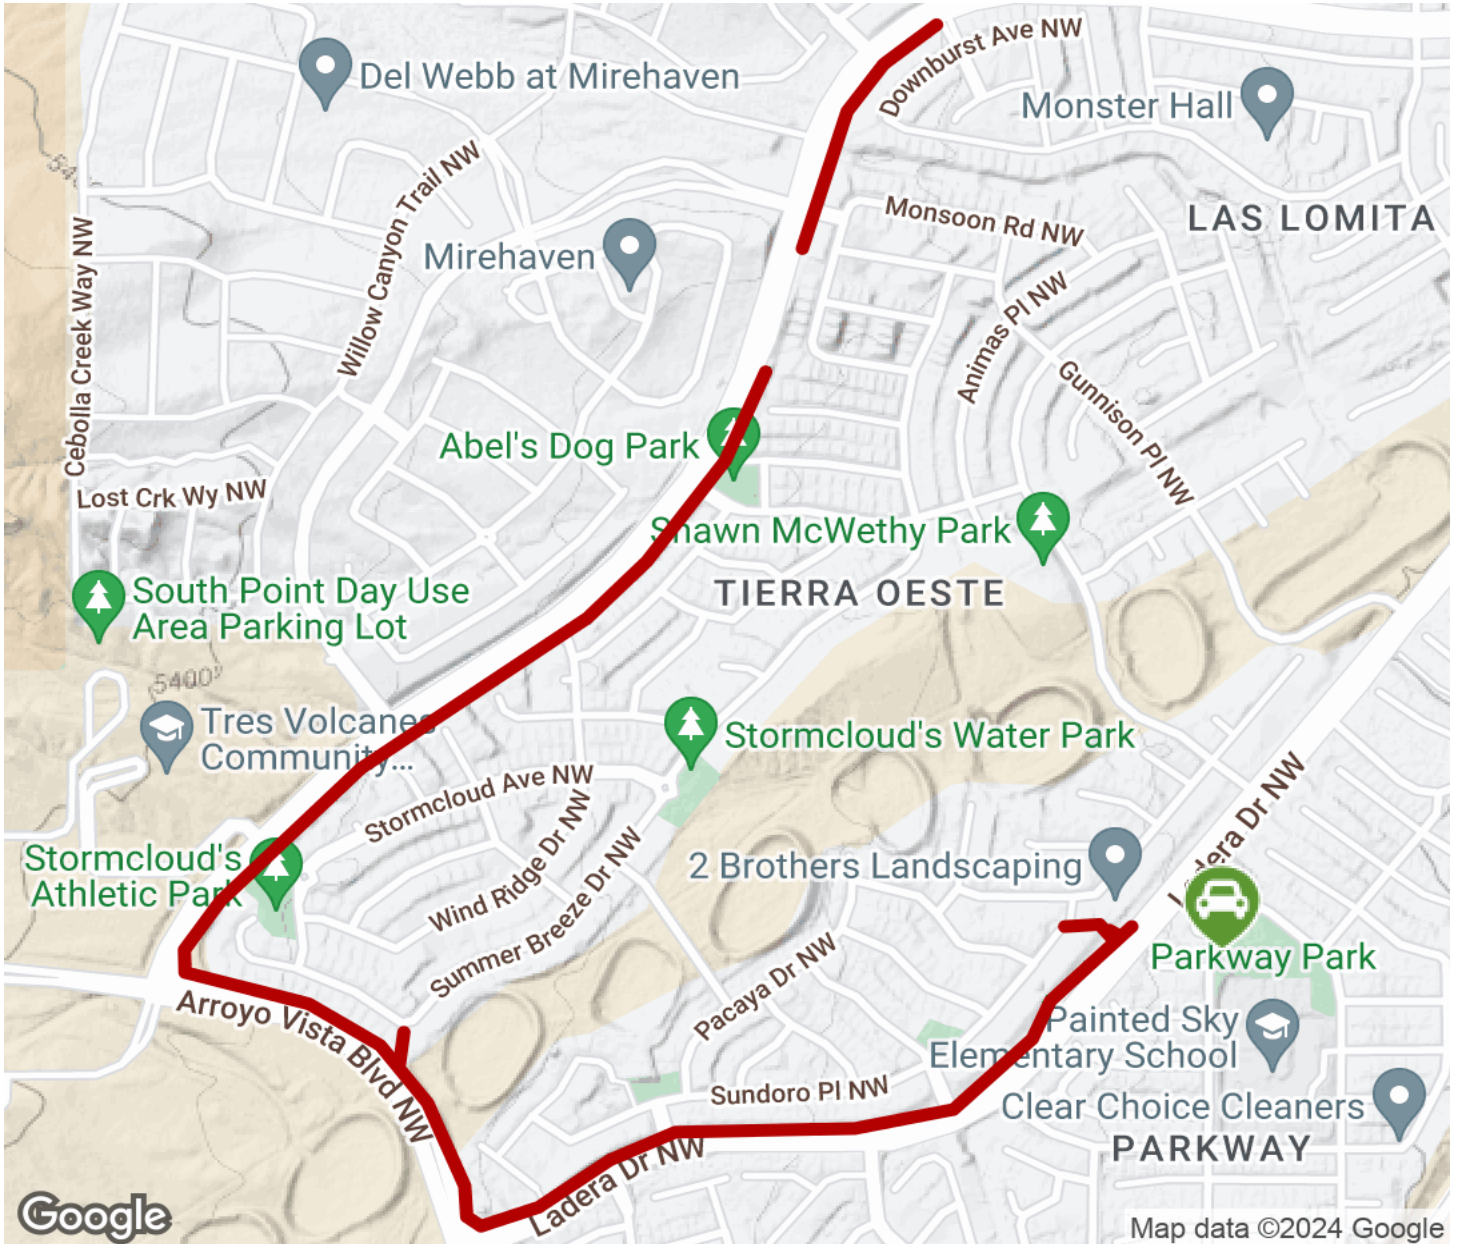 Downburst Ave NW
Del Webb at Mirehaven
Monster Hall
Willow Canyon Trail NW
Monsoon Rd NW
LAS LOMITA
Cebolla Creek Way NW
Mirehaven
Animas Pl NW
Gunnison Pl NW
Abel's Dog Park
Lost Crk Wy NW
Shawn McWethy Park
South Point Day Use
Area Parking Lot
TIERRA OESTE
5400'
Tres Volcanes
Community...
Stormcloud's Water Park
Stormcloud Ave NW
Ladera Dr NW
Stormcloud's
Athletic Park
Wind Ridge Dr NW
Summer Breeze Dr NW
2 Brothers Landscaping
Pacaya Dr NW
Parkway Park
Arroyo Vista Blvd NW
Painted Sky
Elementary School
Sundoro Pl NW
Clear Choice Cleaners
PARKWAY
Ladera Dr NW
Google
Map data ©2024 Google